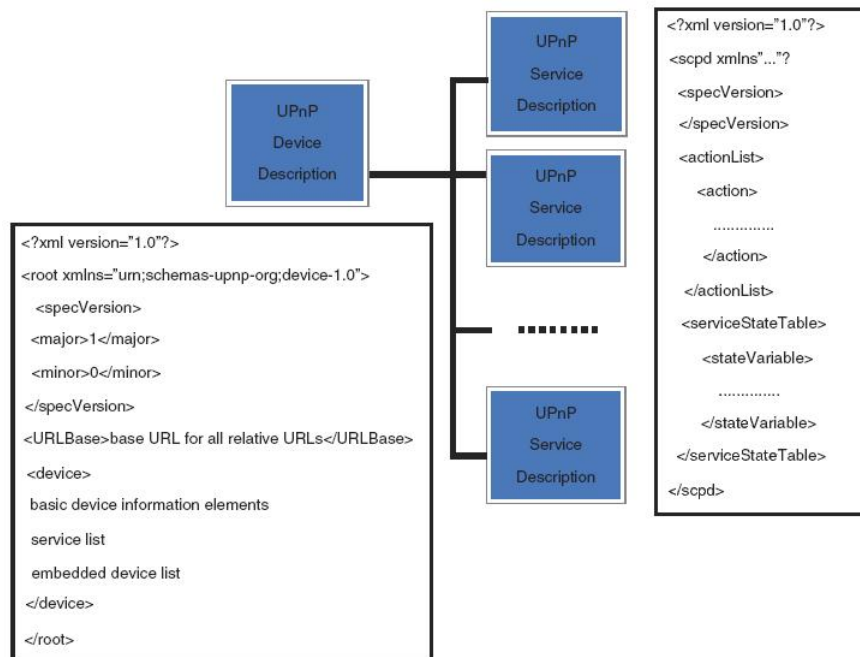 UPnP
Device
Description
UPnP
Service
Description
UPnP
Service
Description
.........
UPnP
Service
Description
<?xml version="1.0"?>
<root xmlns="urn;schemas-upnp-org;device-1.0">
<specVersion>
<major>1</major>
<minor>0</minor>
</specVersion>
<URLBase>base URL for all relative URLs</URLBase>
<device>
basic device information elements
service list
embedded device list
</device>
</root>
<?xml version="1.0"?>
<scpd xmlns"..."?
<specVersion>
</specVersion>
<actionList>
<action>
..............
</action>
</actionList>
<serviceStateTable>
<stateVariable>
..............
</stateVariable>
</serviceStateTable>
</scpd>